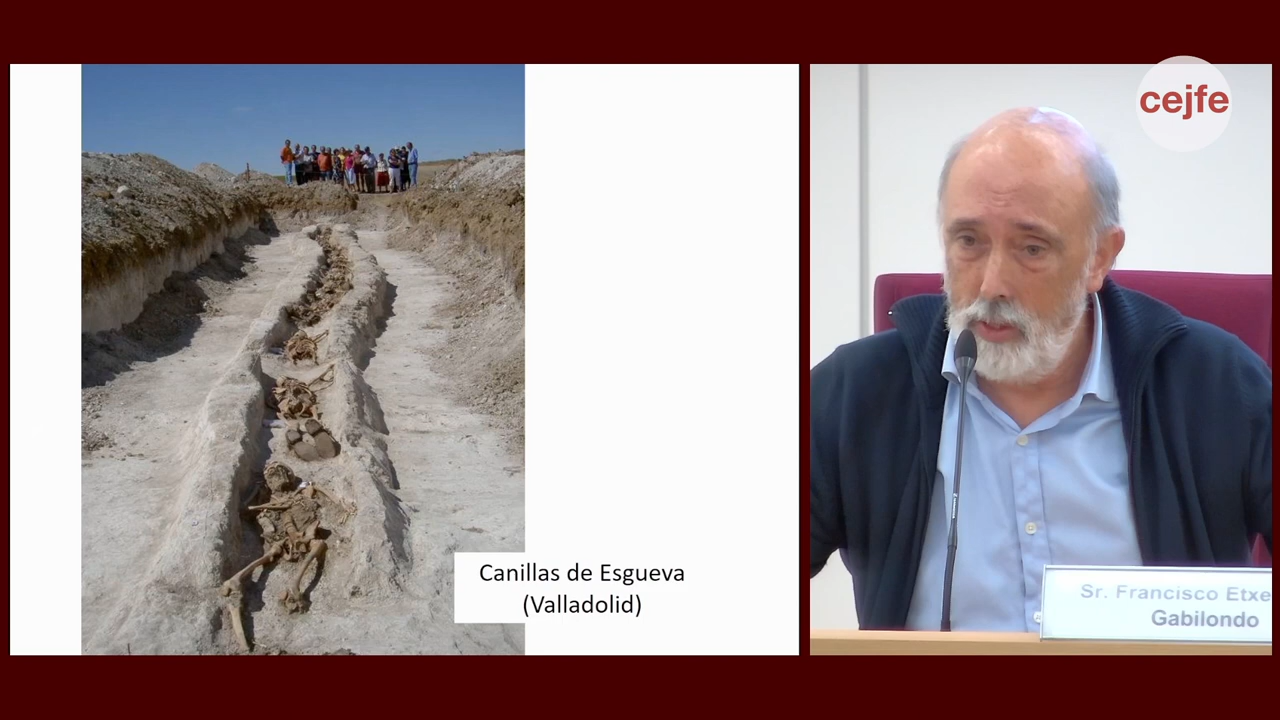 cejfe
Canillas de Esgueva
(Valladolid)
Sr. Francisco Etxe
Gabilondo